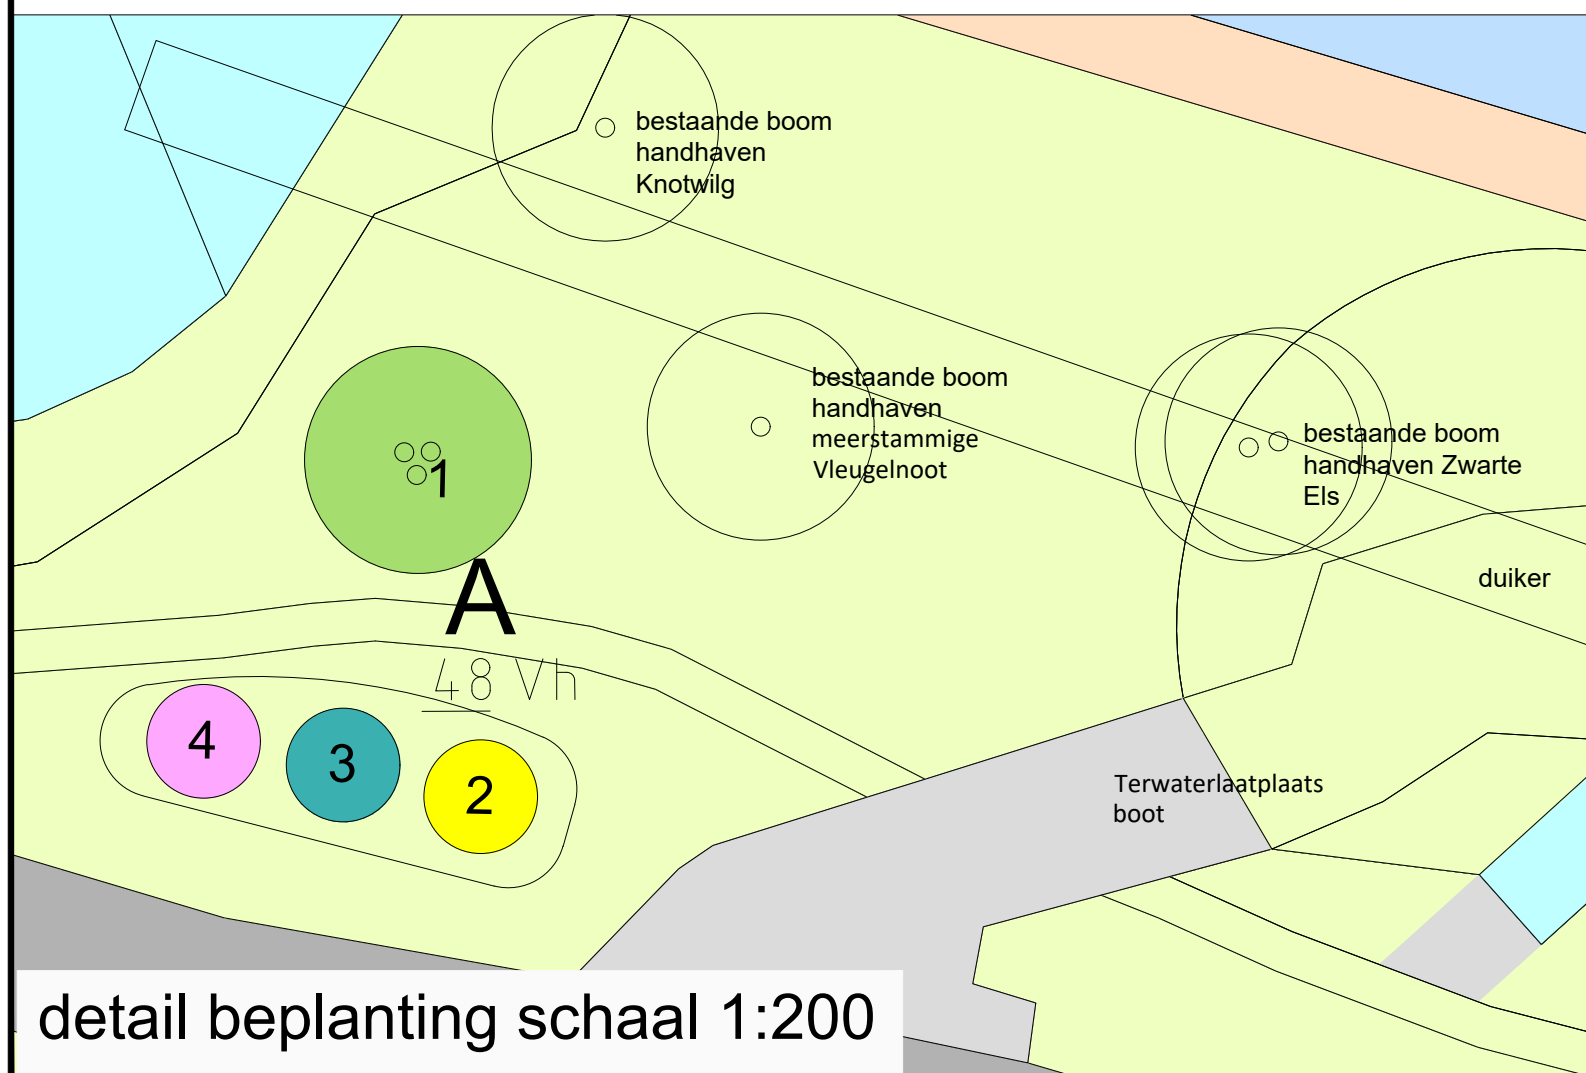 bestaande boom
handhaven
Knotwilg
bestaande boom
handhaven
meerstammige
Vleugelnoot
bestaande boom
handhaven Zwarte
Els
1
A
duiker
48 Vh
4
3
2
Terwaterlaatplaats
boot
detail beplanting schaal 1:200